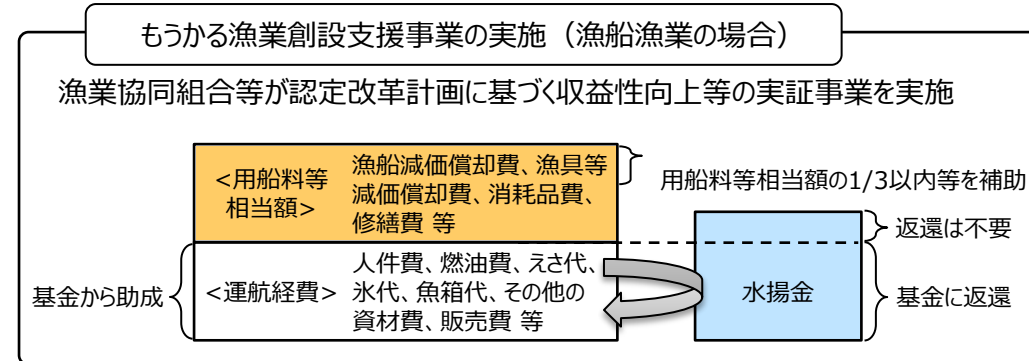 もうかる漁業創設支援事業の実施（漁船漁業の場合）
漁業協同組合等が認定改革計画に基づく収益性向上等の実証事業を実施
<用船料等
相当額>
漁船減価償却費、漁具等
減価償却費、消耗品費、
修繕費 等
用船料等相当額の1/3以内等を補助
返還は不要
基金から助成
<運航経費>
人件費、燃油費、えさ代、
氷代、魚箱代、その他の
資材費、販売費 等
水揚金
基金に返還